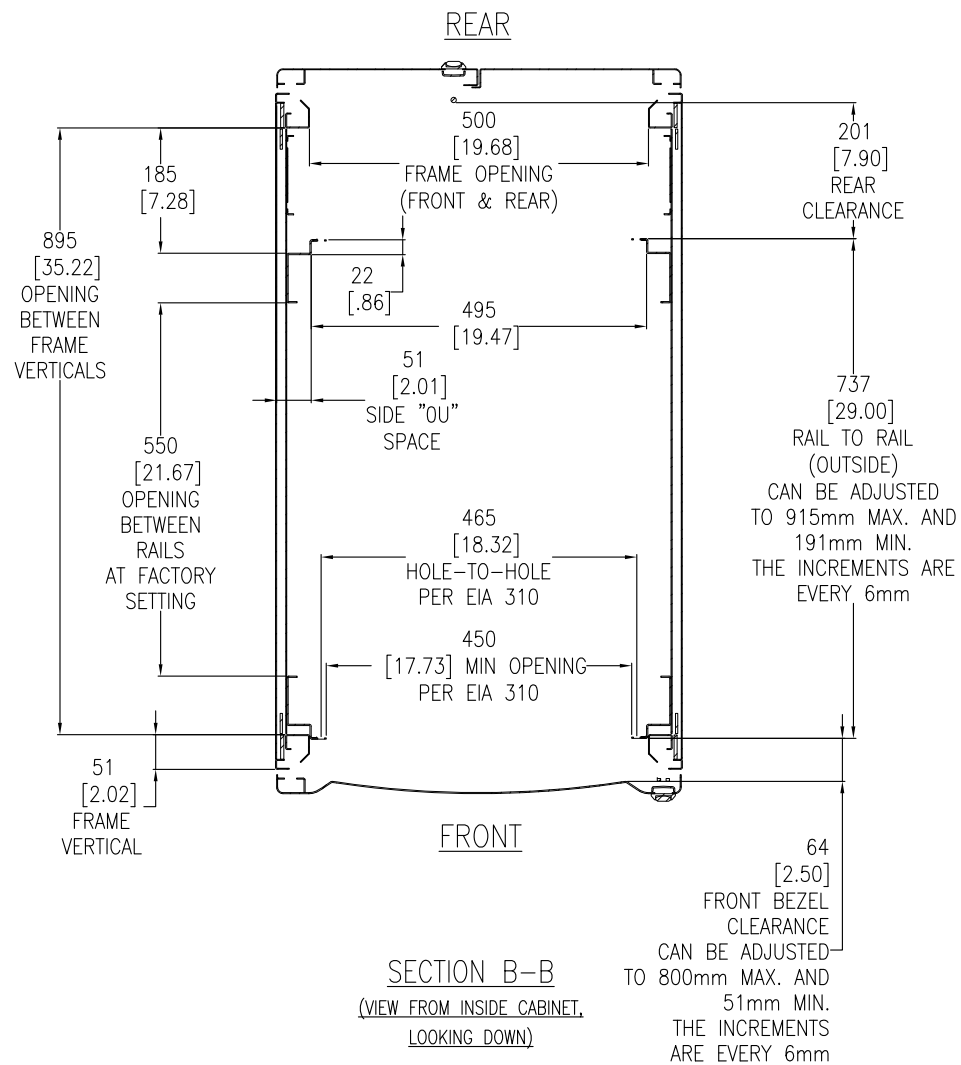 REAR
500
[19.68]
FRAME OPENING
(FRONT & REAR)
201
[7.90]
REAR
CLEARANCE
185
[7.28]
895
[35.22]
OPENING
BETWEEN
FRAME
VERTICALS
22
[.86]
495
[19.47]
51
[2.01]
SIDE "0U"
SPACE
737
[29.00]
RAIL TO RAIL
(OUTSIDE)
CAN BE ADJUSTED
TO 915mm MAX. AND
191mm MIN.
THE INCREMENTS ARE
EVERY 6mm
550
[21.67]
OPENING
BETWEEN
RAILS
AT FACTORY
SETTING
465
[18.32]
HOLE-TO-HOLE
PER EIA 310
450
[17.73] MIN OPENING
PER EIA 310
51
[2.02]
FRAME
VERTICAL
FRONT
64
[2.50]
FRONT BEZEL
CLEARANCE
CAN BE ADJUSTED
TO 800mm MAX. AND
51mm MIN.
THE INCREMENTS
ARE EVERY 6mm
SECTION B-B
(VIEW FROM INSIDE CABINET,
LOOKING DOWN)